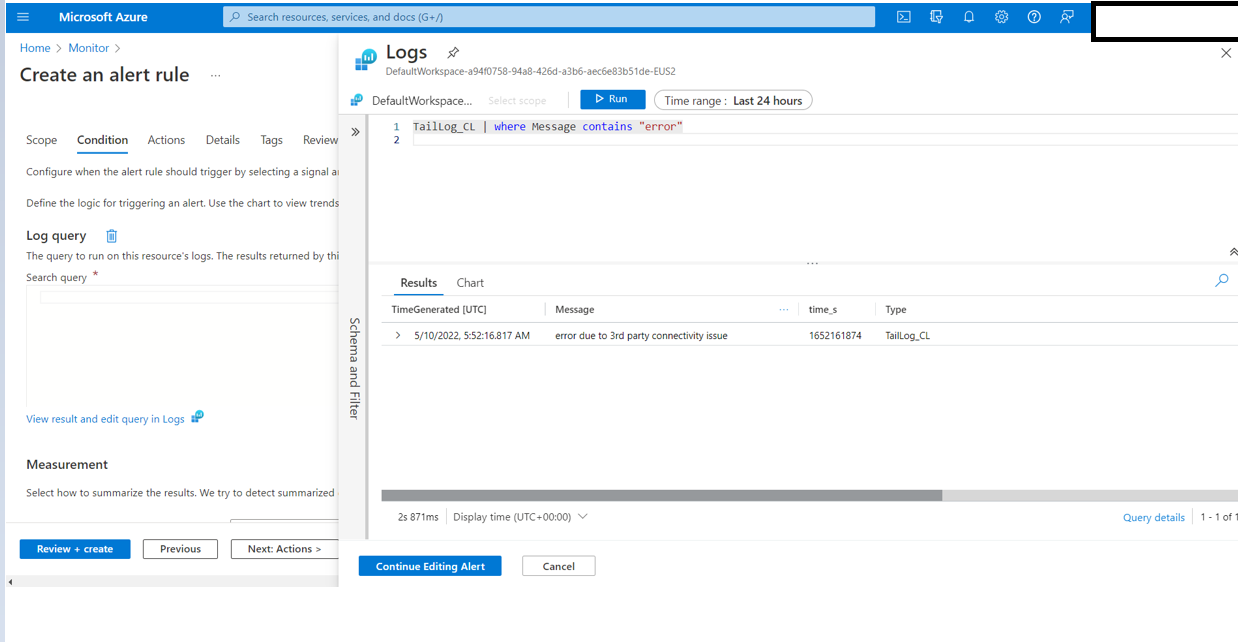 Microsoft Azure
Search resources, services, and docs (G+/)
Home > Monitor >
Create an alert rule ...
Scope Condition Actions Details Tags Review
Configure when the alert rule should trigger by selecting a signal a
Define the logic for triggering an alert. Use the chart to view trends
Log query
The query to run on this resource's logs. The results returned by thi
Search query *
View result and edit query in Logs
Measurement
Select how to summarize the results. We try to detect summarized
Review + create Previous Next: Actions >
Logs
DefaultWorkspace-a94f0758-94a8-426d-a3b6-aec6e83b51de-EUS2
DefaultWorkspace... Select scope Run Time range : Last 24 hours
1 TailLog_CL | where Message contains "error"
2
Schema and Filter
...
Results Chart
TimeGenerated [UTC] Message ... time_s Type
> 5/10/2022, 5:52:16.817 AM error due to 3rd party connectivity issue 1652161874 TailLog_CL
2s 871ms Display time (UTC+00:00) Query details 1 - 1 of 1
Continue Editing Alert Cancel